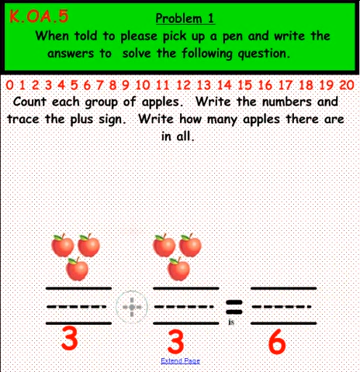 K.OA.5
Problem 1
When told to please pick up a pen and write the
answers to solve the following question.
0 1 2 3 4 5 6 7 8 9 10 11 12 13 14 15 16 17 18 19 20
Count each group of apples. Write the numbers and
trace the plus sign. Write how many apples there are
in all.
+ =
is
3 3 6
Extend Page